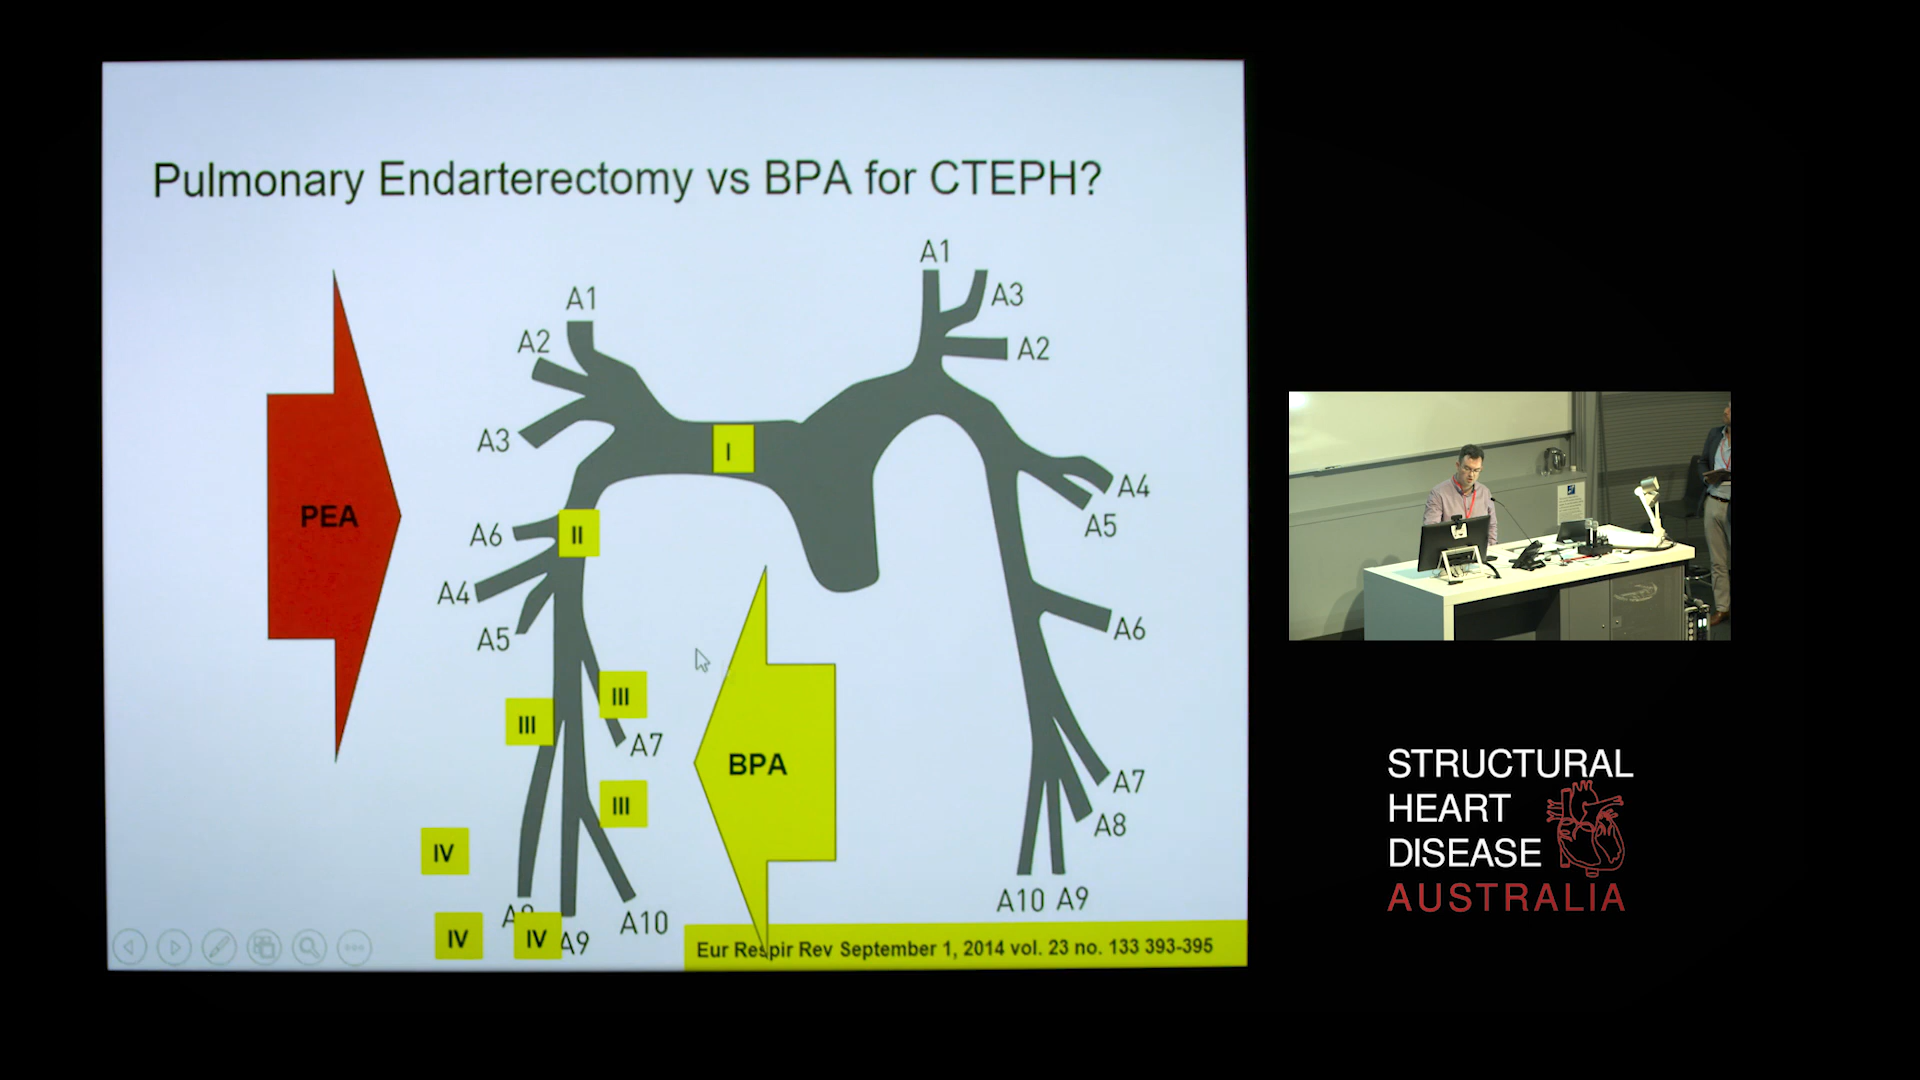 Pulmonary Endarterectomy vs BPA for CTEPH?
A1
A2
A3
A6
A4
A5
A7
A10
A9
A1
A3
A2
A4
A5
A6
A7
A8
A10 A9
I
II
III
III
III
IV
IV
IV
PEA
BPA
Eur Respir Rev September 1, 2014 vol. 23 no. 133 393-395
STRUCTURAL
HEART
DISEASE
AUSTRALIA